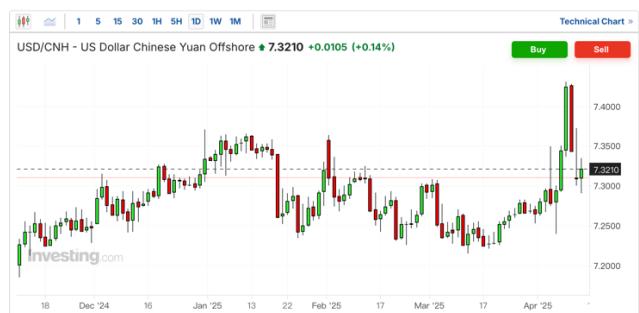 1 5 15 30 1H 5H 1D 1W 1M Technical Chart »
USD/CNH - US Dollar Chinese Yuan Offshore 7.3210 +0.0105 (+0.14%) Buy Sell
7.4000
7.3500
7.3210
7.3000
7.2500
7.2000
Investing.com
18 Dec '24 16 Jan '25 13 22 Feb '25 17 Mar '25 17 Apr '25